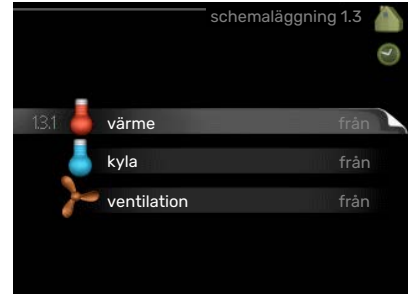 schemaläggning 1.3
1.3.1 värme från
kyla från
ventilation från